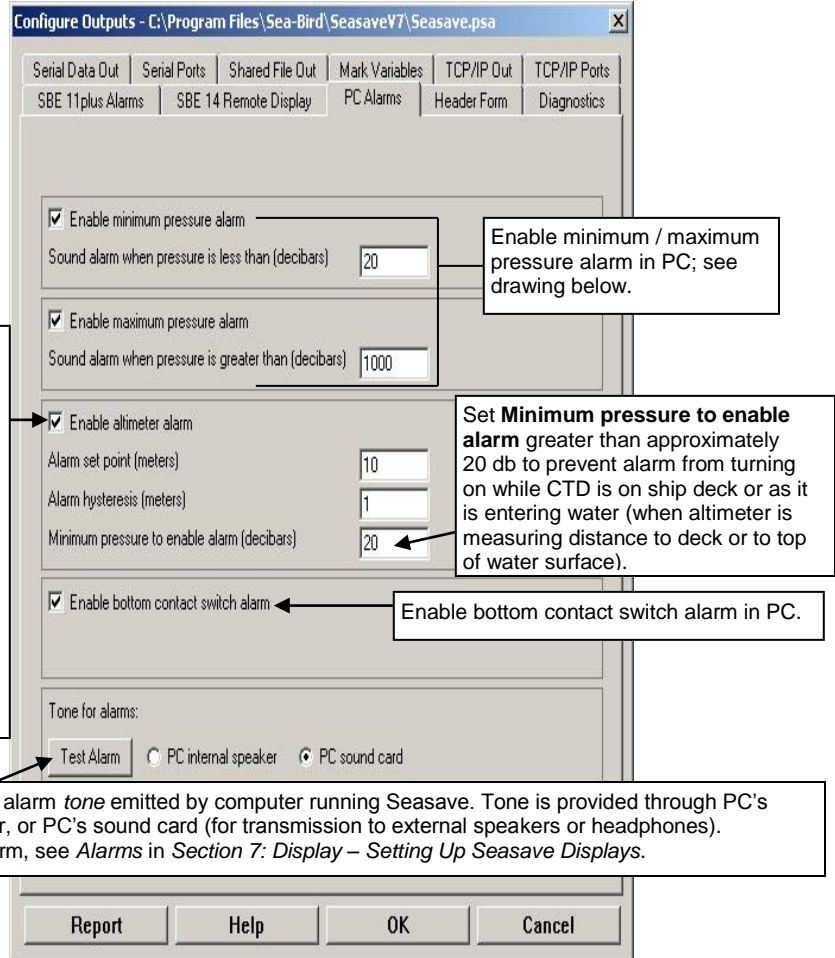 Configure Outputs - C:\Program Files\Sea-Bird\SeasaveV7\Seasave.psa
Serial Data Out
Serial Ports
Shared File Out
Mark Variables
TCP/IP Out
TCP/IP Ports
SBE 11plus Alarms
SBE 14 Remote Display
PC Alarms
Header Form
Diagnostics
Enable minimum pressure alarm
Sound alarm when pressure is less than (decibars)
20
Enable minimum / maximum
pressure alarm in PC; see
drawing below.
Enable maximum pressure alarm
Sound alarm when pressure is greater than (decibars)
1000
Enable altimeter alarm
Alarm set point (meters)
10
Alarm hysteresis (meters)
1
Minimum pressure to enable alarm (decibars)
20
Set Minimum pressure to enable
alarm greater than approximately
20 db to prevent alarm from turning
on while CTD is on ship deck or as it
is entering water (when altimeter is
measuring distance to deck or to top
of water surface).
Enable bottom contact switch alarm
Enable bottom contact switch alarm in PC.
Tone for alarms:
Test Alarm
PC internal speaker
PC sound card
alarm tone emitted by computer running Seasave. Tone is provided through PC's
or PC's sound card (for transmission to external speakers or headphones).
see Alarms in Section 7: Display – Setting Up Seasave Displays.
Report
Help
OK
Cancel